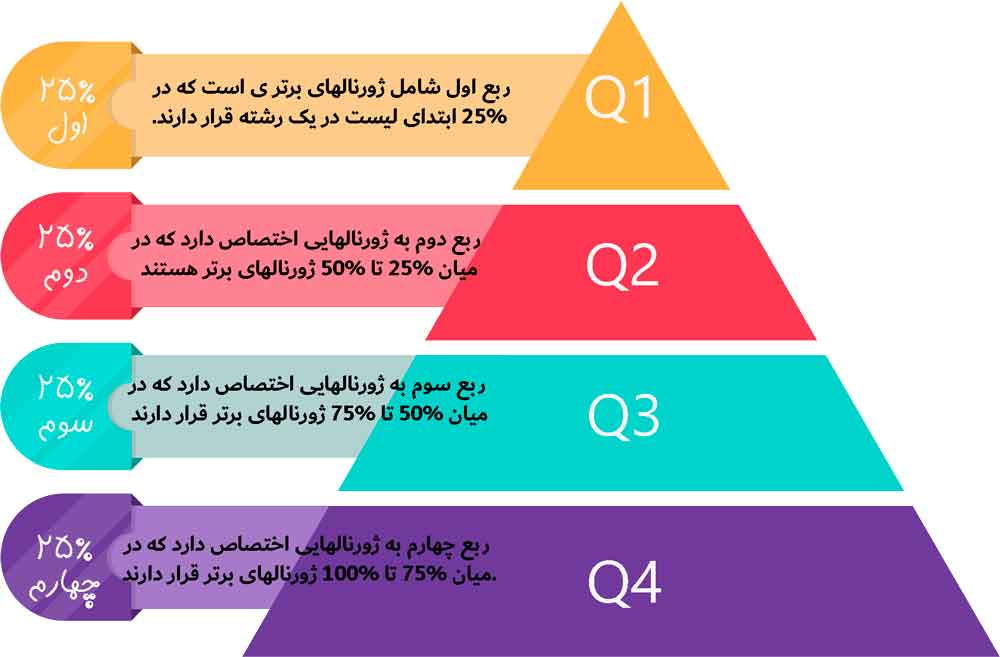 ۲۵%
اول
ربع اول شامل ژورنالهای برتر ی است که در
25% ابتدای لیست در یک رشته قرار دارند.
Q1
۲۵%
دوم
ربع دوم به ژورنالهایی اختصاص دارد که در
میان 25% تا 50% ژورنالهای برتر هستند
Q2
۲۵%
سوم
ربع سوم به ژورنالهایی اختصاص دارد که در
میان 50% تا 75% ژورنالهای برتر قرار دارند
Q3
۲۵%
چهارم
ربع چهارم به ژورنالهایی اختصاص دارد که در
میان 75% تا 100% ژورنالهای برتر قرار دارند.
Q4